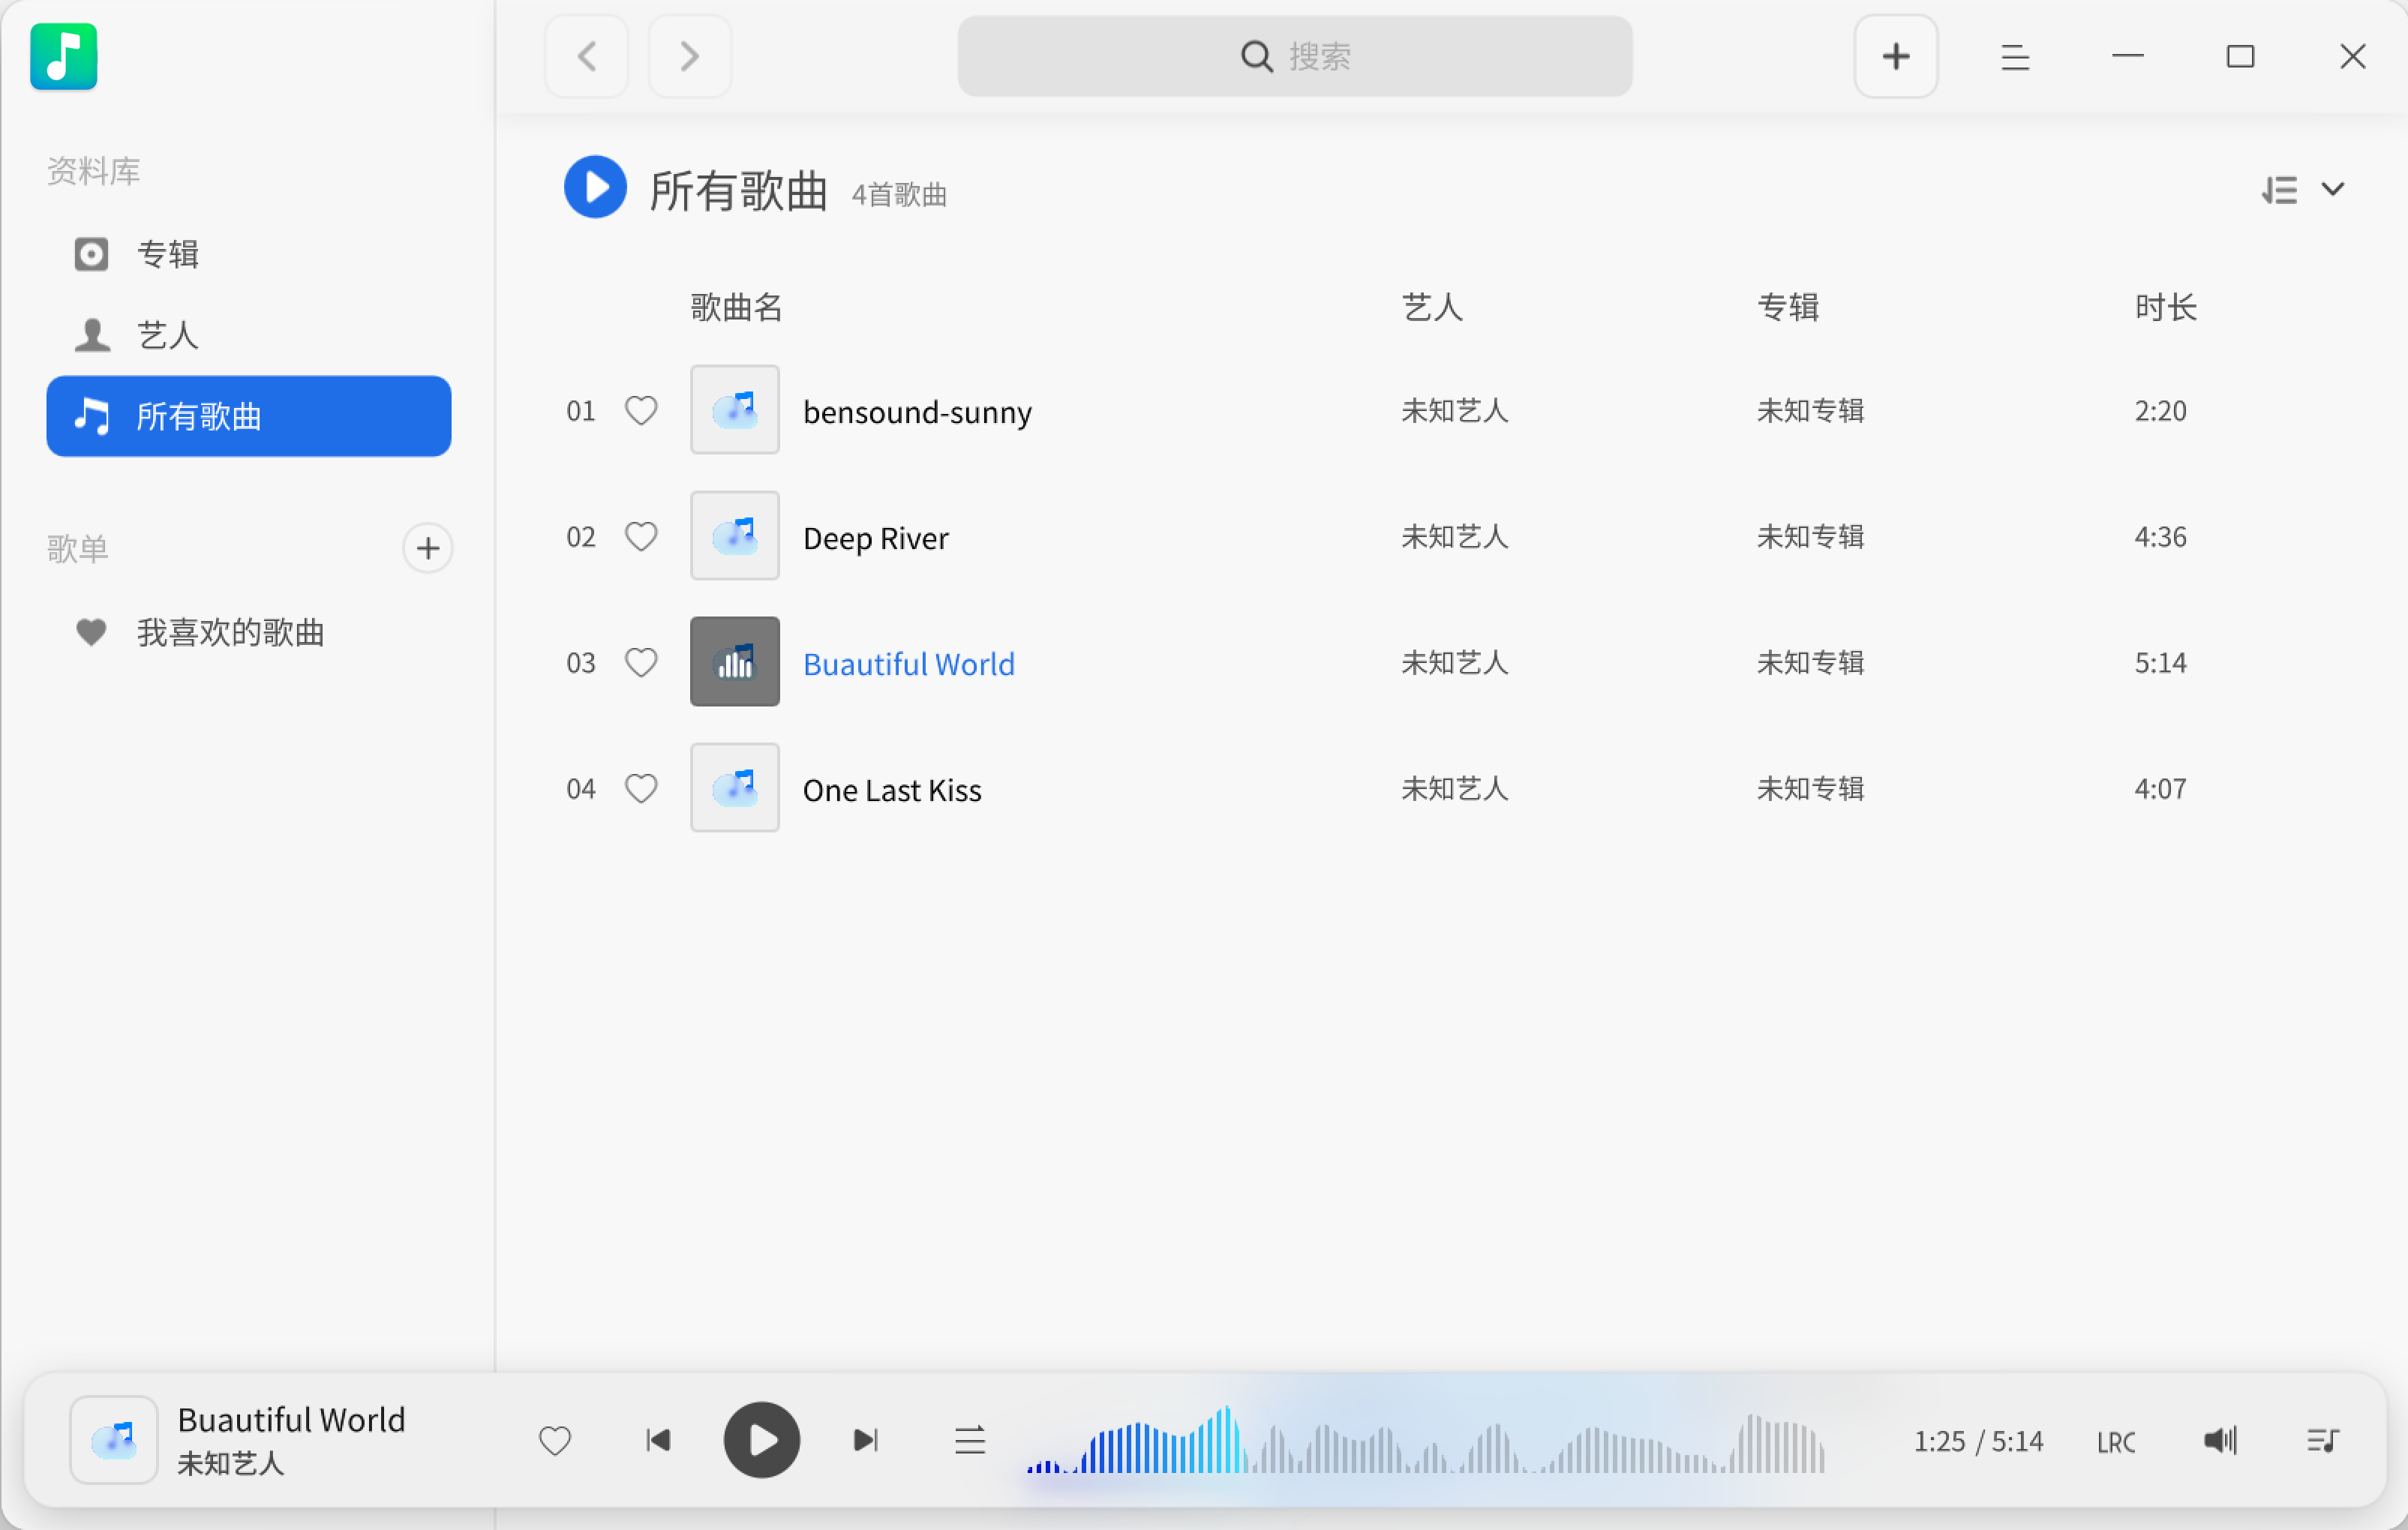 搜索
资料库
专辑
艺人
所有歌曲
歌单
我喜欢的歌曲
所有歌曲 4首歌曲
歌曲名 艺人 专辑 时长
01 bensound-sunny 未知艺人 未知专辑 2:20
02 Deep River 未知艺人 未知专辑 4:36
03 Buautiful World 未知艺人 未知专辑 5:14
04 One Last Kiss 未知艺人 未知专辑 4:07
Buautiful World
未知艺人
1:25 / 5:14 LRC